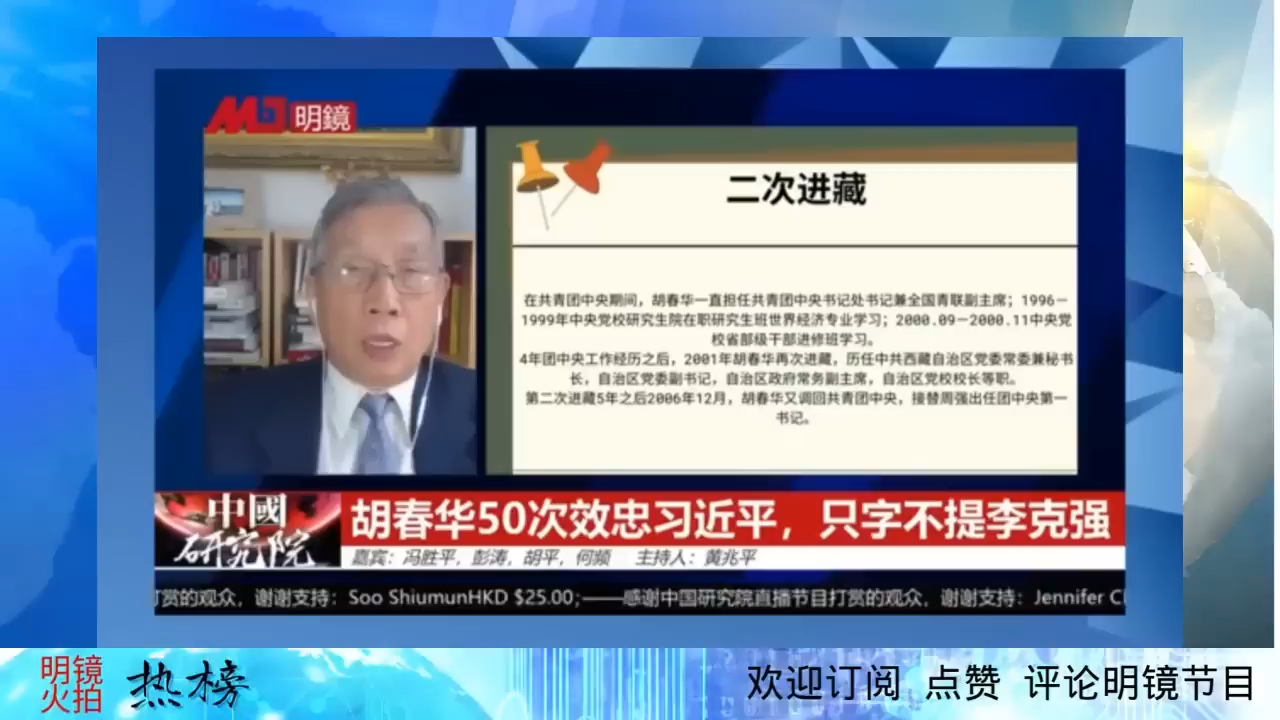 明鏡
二次进藏
在共青团中央期间，胡春华一直担任共青团中央书记处书记兼全国青联副主席；1996－
1999年中央党校研究生院在职研究生班世界经济专业学习；2000.09－2000.11中央党
校省部级干部进修班学习。
4年团中央工作经历之后，2001年胡春华再次进藏，历任中共西藏自治区党委常委兼秘书
长，自治区党委副书记，自治区政府常务副主席，自治区党校校长等职。
第二次进藏5年之后2006年12月，胡春华又调回共青团中央，接替周强出任团中央第一
书记。
中國
研究院
胡春华50次效忠习近平，只字不提李克强
嘉宾：冯胜平，彭涛，胡平，何频 主持人：黄兆平
赏的观众，谢谢支持：Soo ShiumunHKD $25.00;——感谢中国研究院直播节目打赏的观众，谢谢支持：Jennifer
明镜
火拍
热榜
欢迎订阅 点赞 评论明镜节目